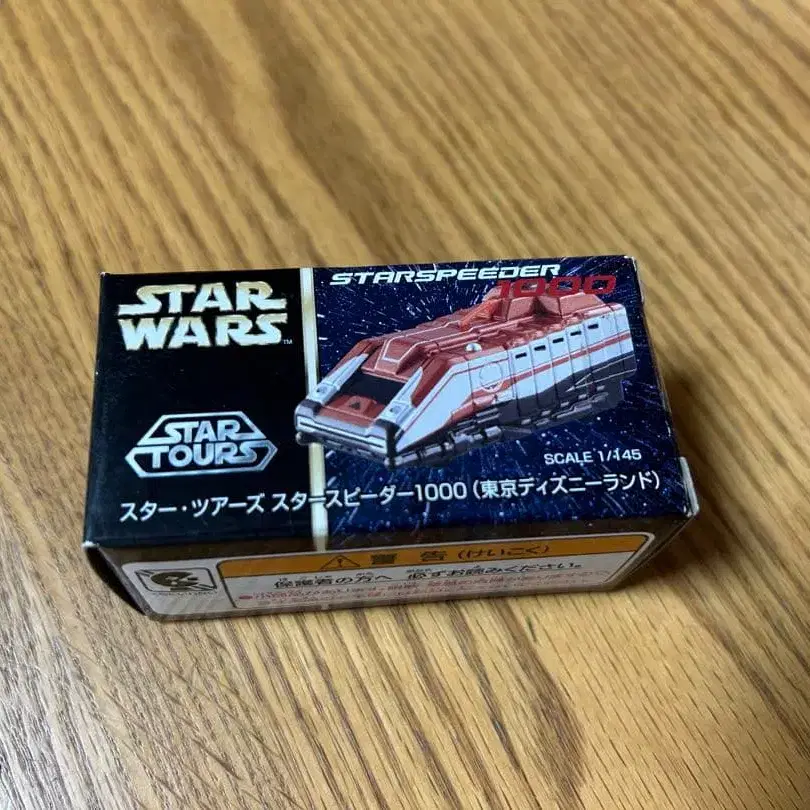 STAR
WARS™
STARSPEEDER
1000
STAR
TOURS
SCALE 1/145
スター・ツアーズ スタースピーダー1000 (東京ディズニーランド)
⚠ 警告 (けいこく)
保護者の方へ 必ずお読みください。